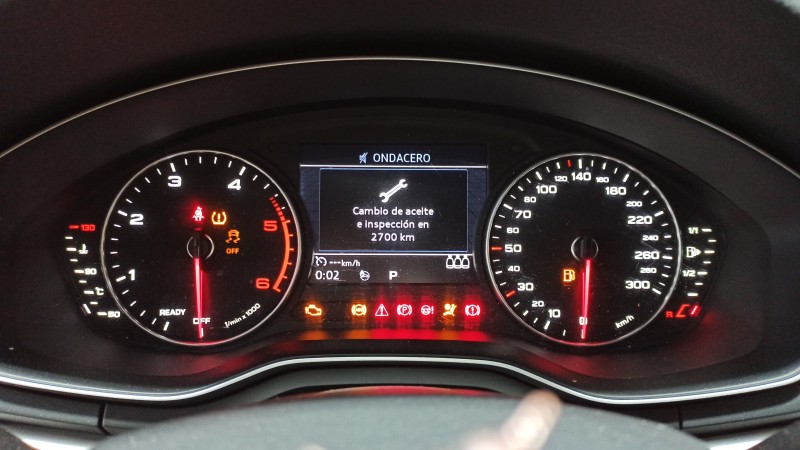 ONDACERO
Cambio de aceite
e inspección en
2700 km
---km/h
0:02
P
1
2
3
4
5
6
READY
OFF
1/min x 1000
OFF
130
90
°C
50
10
20
30
50
70
80
100
120
140
160
180
200
220
240
260
280
300
km/h
1/1
1/2
R